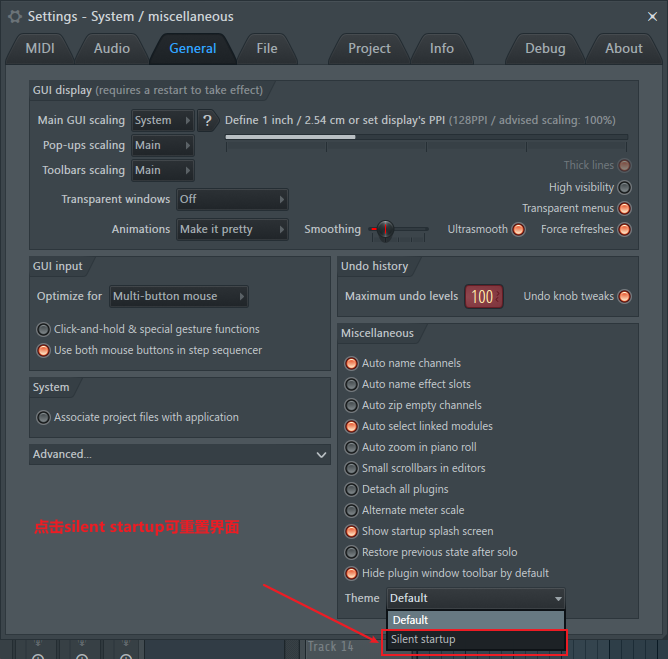 Settings - System / miscellaneous
MIDI Audio General File Project Info Debug About
GUI display (requires a restart to take effect)
Main GUI scaling System ? Define 1 inch / 2.54 cm or set display's PPI (128PPI / advised scaling: 100%)
Pop-ups scaling Main
Toolbars scaling Main
Thick lines
High visibility
Transparent windows Off
Transparent menus
Animations Make it pretty Smoothing Ultrasmooth Force refreshes
GUI input
Optimize for Multi-button mouse
Click-and-hold & special gesture functions
Use both mouse buttons in step sequencer
System
Associate project files with application
Advanced...
Undo history
Maximum undo levels 100 Undo knob tweaks
Miscellaneous
Auto name channels
Auto name effect slots
Auto zip empty channels
Auto select linked modules
Auto zoom in piano roll
Small scrollbars in editors
Detach all plugins
Alternate meter scale
Show startup splash screen
Restore previous state after solo
Hide plugin window toolbar by default
Theme Default
Default
Silent startup
点击silent startup可重置界面
Track 14